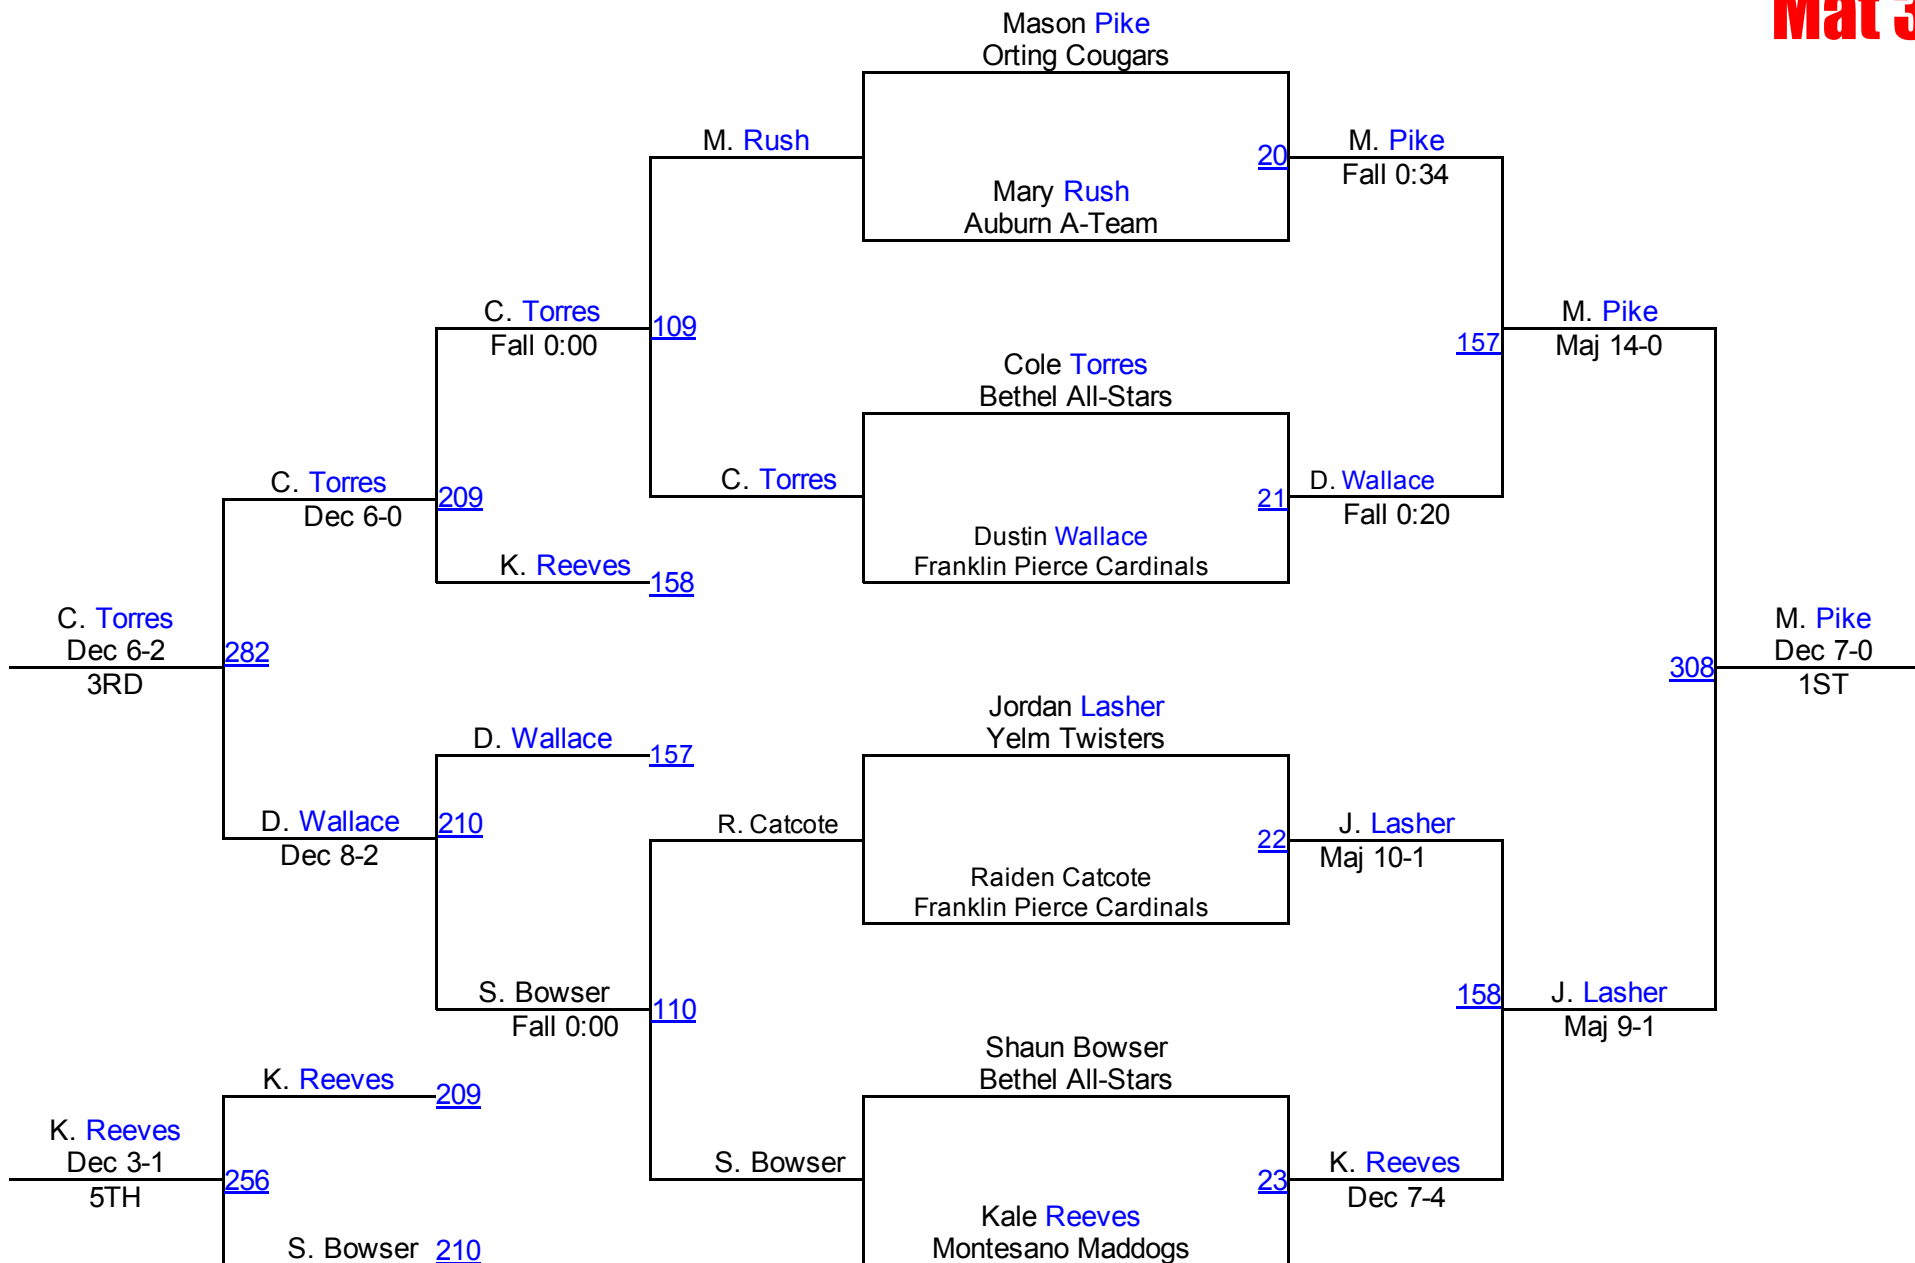 Mat 3
Mason Pike
Orting Cougars
M. Rush
20
M. Pike
Fall 0:34
Mary Rush
Auburn A-Team
C. Torres
Fall 0:00
109
M. Pike
Maj 14-0
157
Cole Torres
Bethel All-Stars
C. Torres
Dec 6-0
209
C. Torres
21
D. Wallace
Fall 0:20
Dustin Wallace
Franklin Pierce Cardinals
K. Reeves
158
C. Torres
Dec 6-2
3RD
282
M. Pike
Dec 7-0
1ST
308
Jordan Lasher
Yelm Twisters
D. Wallace
157
D. Wallace
Dec 8-2
210
R. Catcote
22
J. Lasher
Maj 10-1
Raiden Catcote
Franklin Pierce Cardinals
S. Bowser
Fall 0:00
110
158
J. Lasher
Maj 9-1
Shaun Bowser
Bethel All-Stars
K. Reeves
209
K. Reeves
Dec 3-1
5TH
256
S. Bowser
23
K. Reeves
Dec 7-4
Kale Reeves
Montesano Maddogs
S. Bowser
210